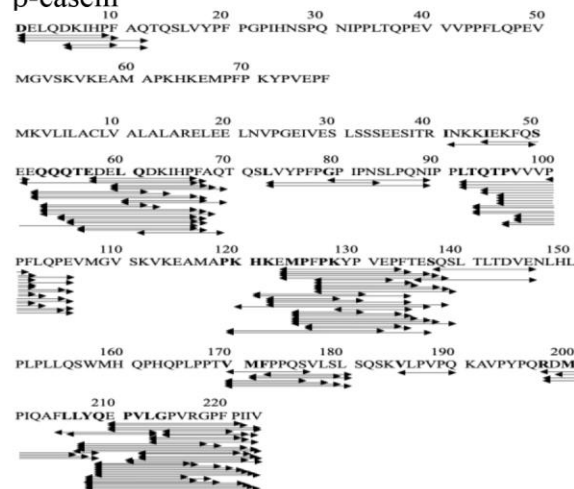 β-casein
10 20 30 40 50
DELQDKIHPF AQTQSLVYPF PGPIHNSPQ NIPPLTQPEV VVPPFLQPEV
60 70
MGVSKVKEAM APKHKEMPFP KYPVEPF
10 20 30 40 50
MKVLILACLV ALALARELEE LNVPGEIVES LSSSEESITR INKKIEKFQS
60 70 80 90 100
EEQQQTEDEL QDKIHPFAQT QSLVYPFPGP IPNSLPQNIP PLTQTPVVVP
110 120 130 140 150
PFLQPEVMGV SKVKEAMAPK HKEMPFPKYP VEPFTESQSL TLTDVENLHL
160 170 180 190 200
PLPLLQSWMH QPHQPLPPTV MFPPQSVLSL SQSKVLPVPQ KAVPYPQRDM
210 220
PIQAFLLYQE PVLGPVRGPF PIIV